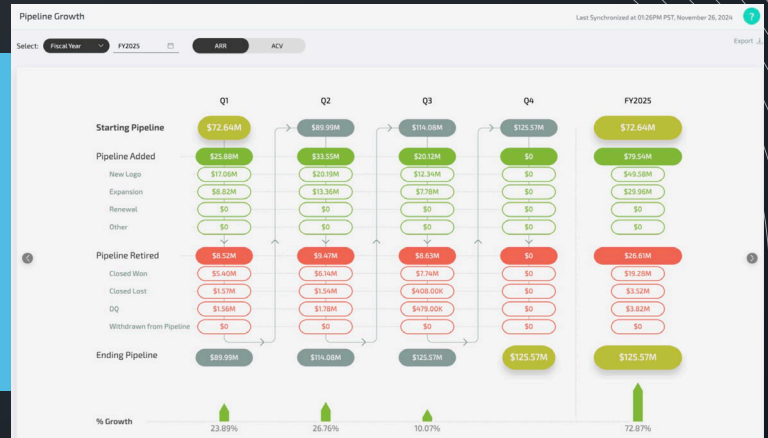 Pipeline Growth
Last Synchronized at 01:26PM PST, November 26, 2024 ?
Select: Fiscal Year FY2025 ARR ACV Export
Q1 Q2 Q3 Q4 FY2025
Starting Pipeline $72.64M $89.99M $114.08M $125.57M $72.64M
Pipeline Added $25.88M $33.55M $20.12M $0 $79.54M
New Logo $17.06M $20.19M $12.34M $0 $49.58M
Expansion $8.82M $13.36M $7.78M $0 $29.96M
Renewal $0 $0 $0 $0 $0
Other $0 $0 $0 $0 $0
Pipeline Retired $8.52M $9.47M $8.63M $0 $26.61M
Closed Won $5.40M $6.14M $7.74M $0 $19.28M
Closed Lost $1.57M $1.54M $408.00K $0 $3.52M
DQ $1.56M $1.78M $479.00K $0 $3.82M
Withdrawn from Pipeline $0 $0 $0 $0 $0
Ending Pipeline $89.99M $114.08M $125.57M $125.57M $125.57M
% Growth 23.89% 26.76% 10.07% 72.87%